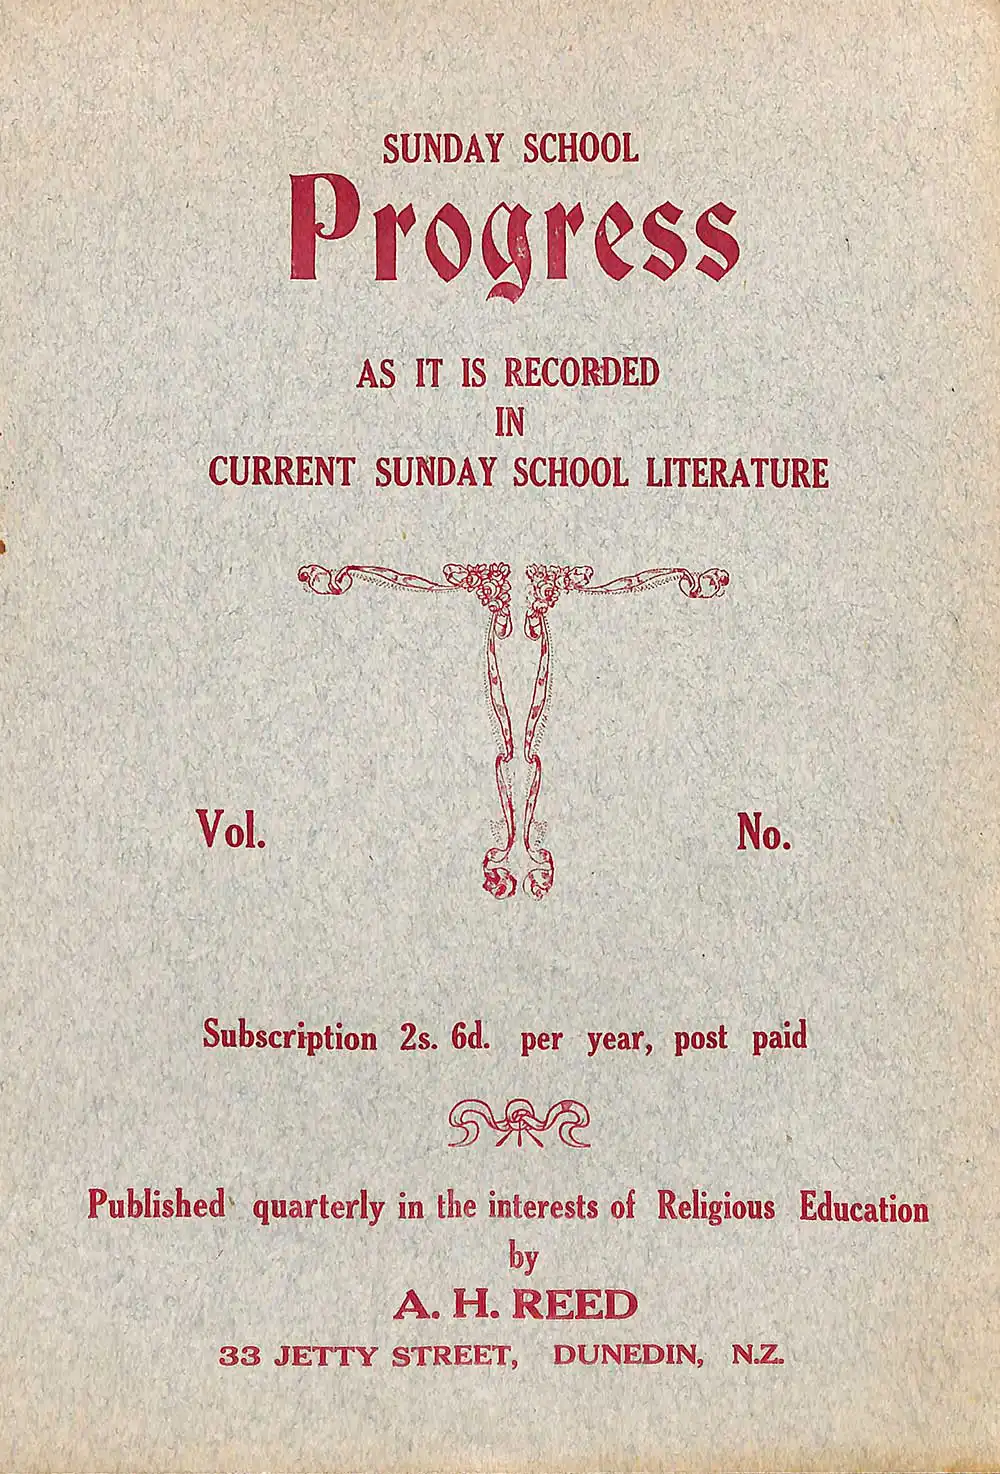 SUNDAY SCHOOL
Progress
AS IT IS RECORDED
IN
CURRENT SUNDAY SCHOOL LITERATURE
Vol. No.
Subscription 2s. 6d. per year, post paid
Published quarterly in the interests of Religious Education
by
A. H. REED
33 JETTY STREET, DUNEDIN, N.Z.